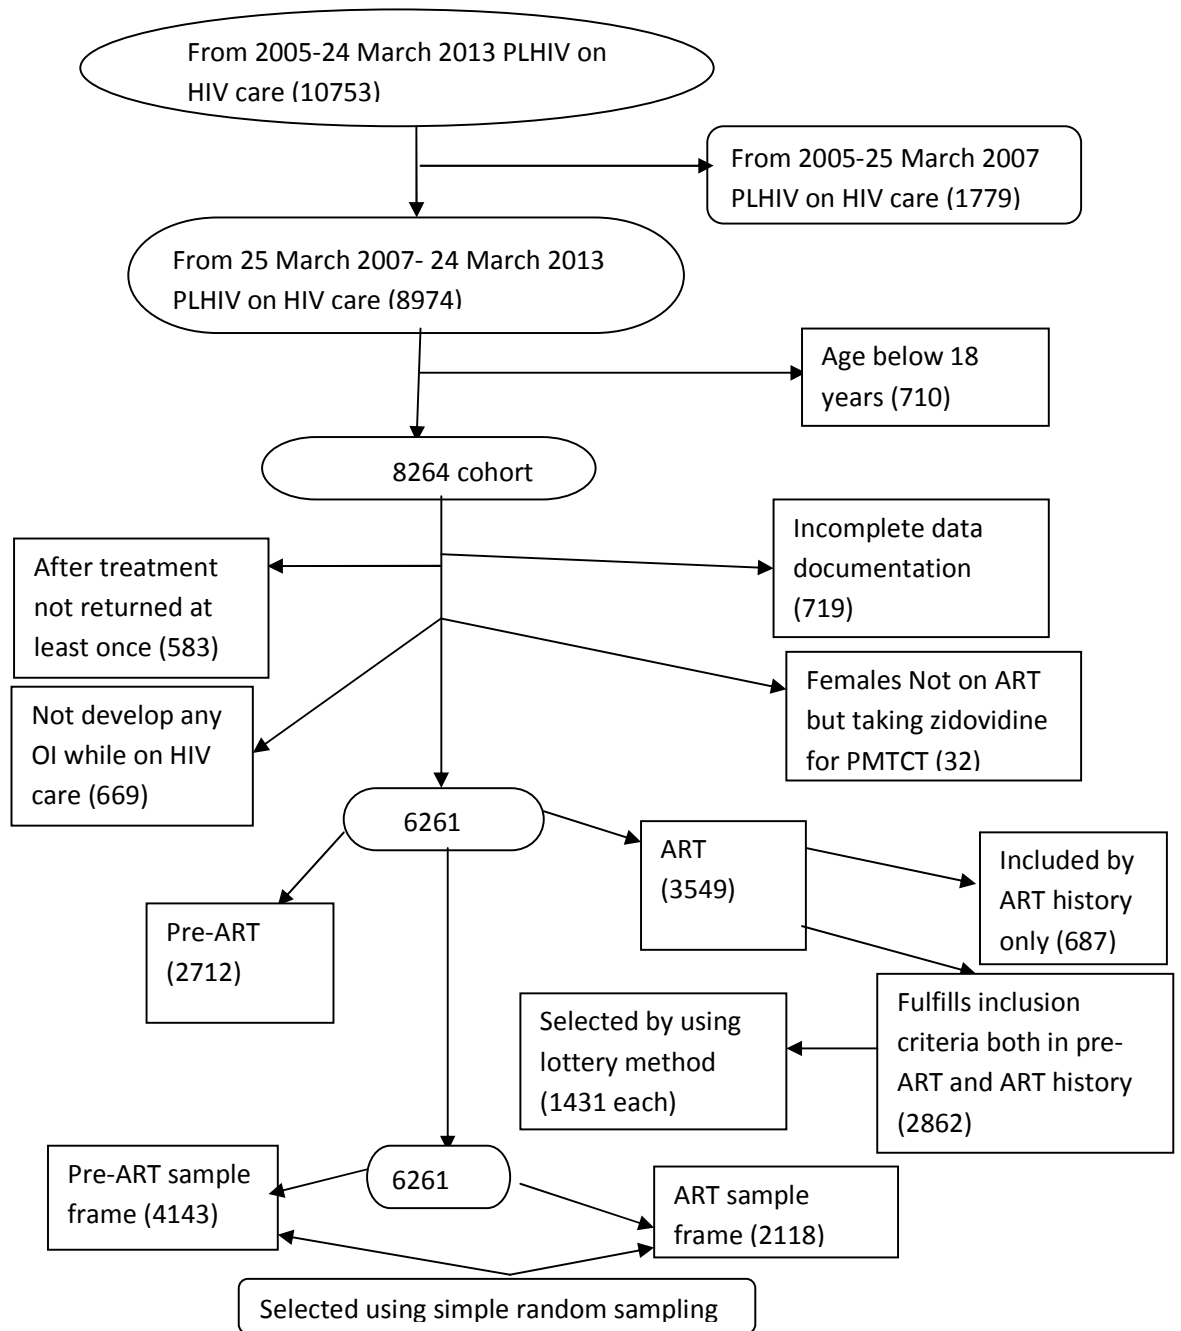 From 2005-24 March 2013 PLHIV on
HIV care (10753)
From 2005-25 March 2007
PLHIV on HIV care (1779)
From 25 March 2007- 24 March 2013
PLHIV on HIV care (8974)
Age below 18
years (710)
8264 cohort
Incomplete data
documentation
(719)
After treatment
not returned at
least once (583)
Females Not on ART
but taking zidovidine
for PMTCT (32)
Not develop any
OI while on HIV
care (669)
6261
ART
(3549)
Included by
ART history
only (687)
Pre-ART
(2712)
Fulfills inclusion
criteria both in pre-
ART and ART history
(2862)
Selected by using
lottery method
(1431 each)
Pre-ART sample
frame (4143)
6261
ART sample
frame (2118)
Selected using simple random sampling